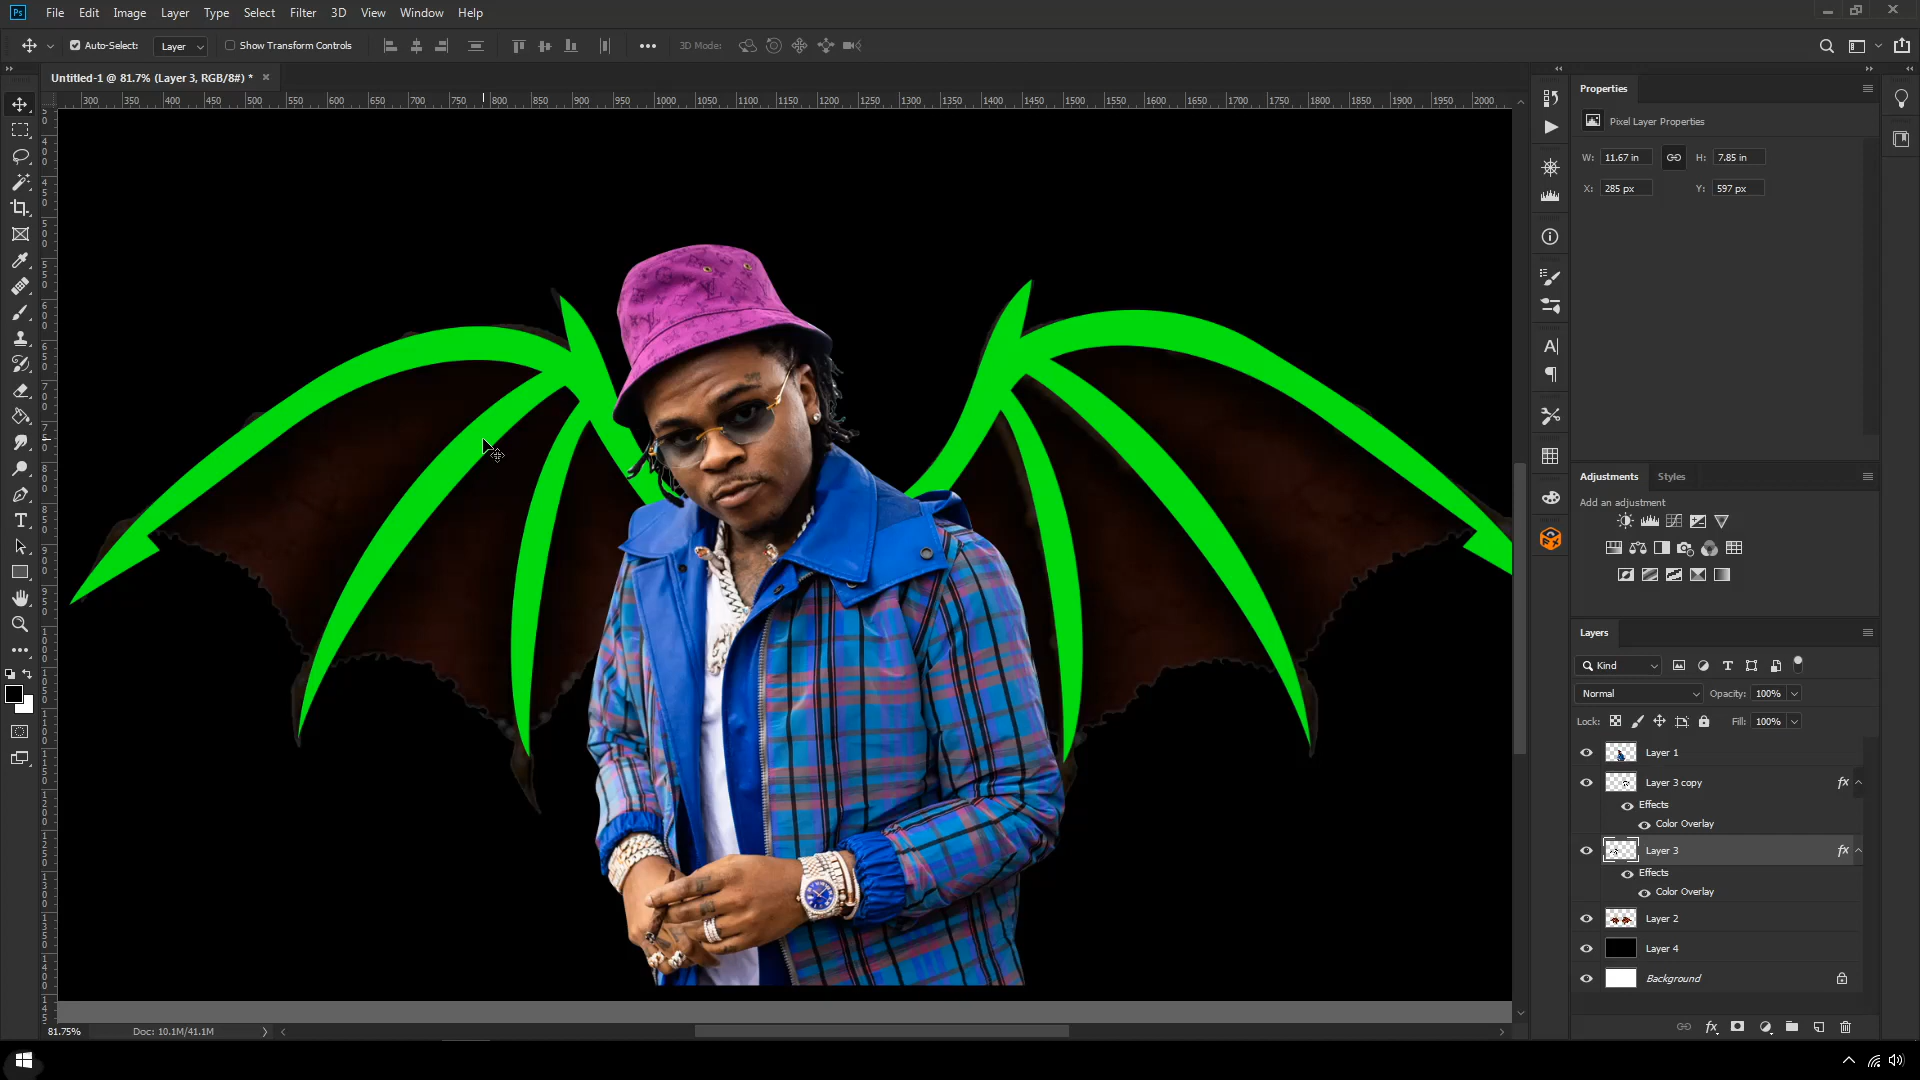 Ps File Edit Image Layer Type Select Filter 3D View Window Help
Auto-Select: Layer Show Transform Controls 3D Mode:
Untitled-1 @ 81.7% (Layer 3, RGB/8#) * ×
300 350 400 450 500 550 600 650 700 750 800 850 900 950 1000 1050 1100 1150 1200 1250 1300 1350 1400 1450 1500 1550 1600 1650 1700 1750 1800 1850 1900 1950 2000
Properties
Pixel Layer Properties
W: 11.67 in H: 7.85 in
X: 285 px Y: 597 px
Adjustments Styles
Add an adjustment
Layers
Kind
Normal Opacity: 100%
Lock: Fill: 100%
Layer 1
Layer 3 copy fx
Effects
Color Overlay
Layer 3 fx
Effects
Color Overlay
Layer 2
Layer 4
Background
81.75% Doc: 10.1M/41.1M